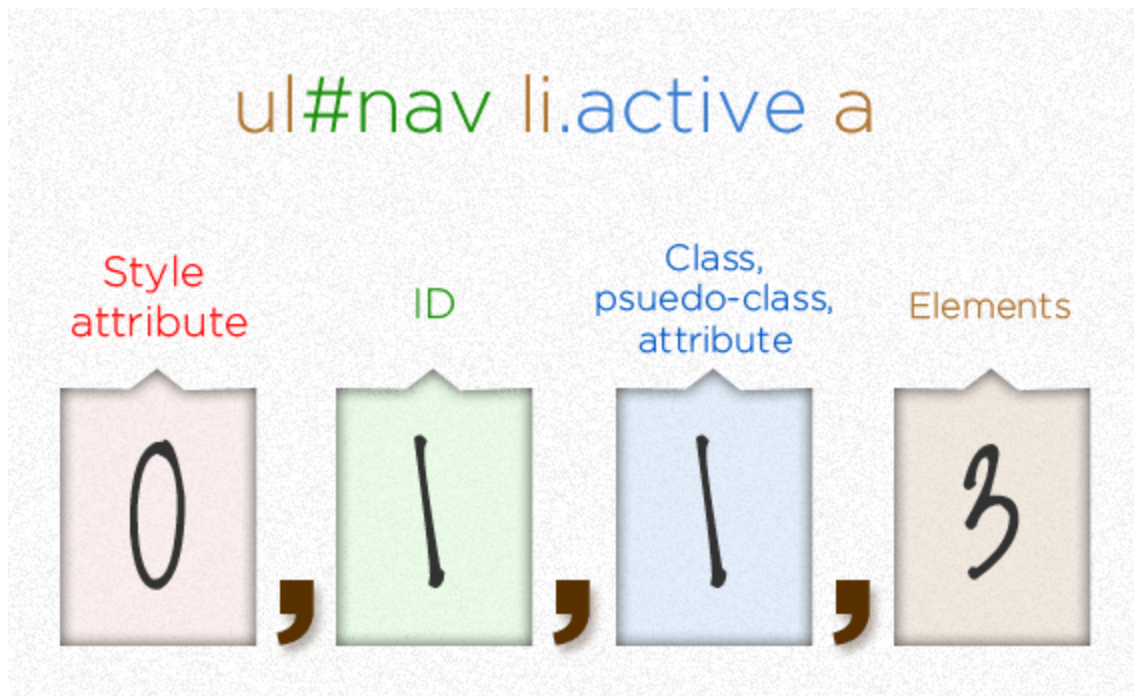 ul#nav li.active a
Style
attribute
ID
Class,
psuedo-class,
attribute
Elements
0 , 1 , 1 , 3